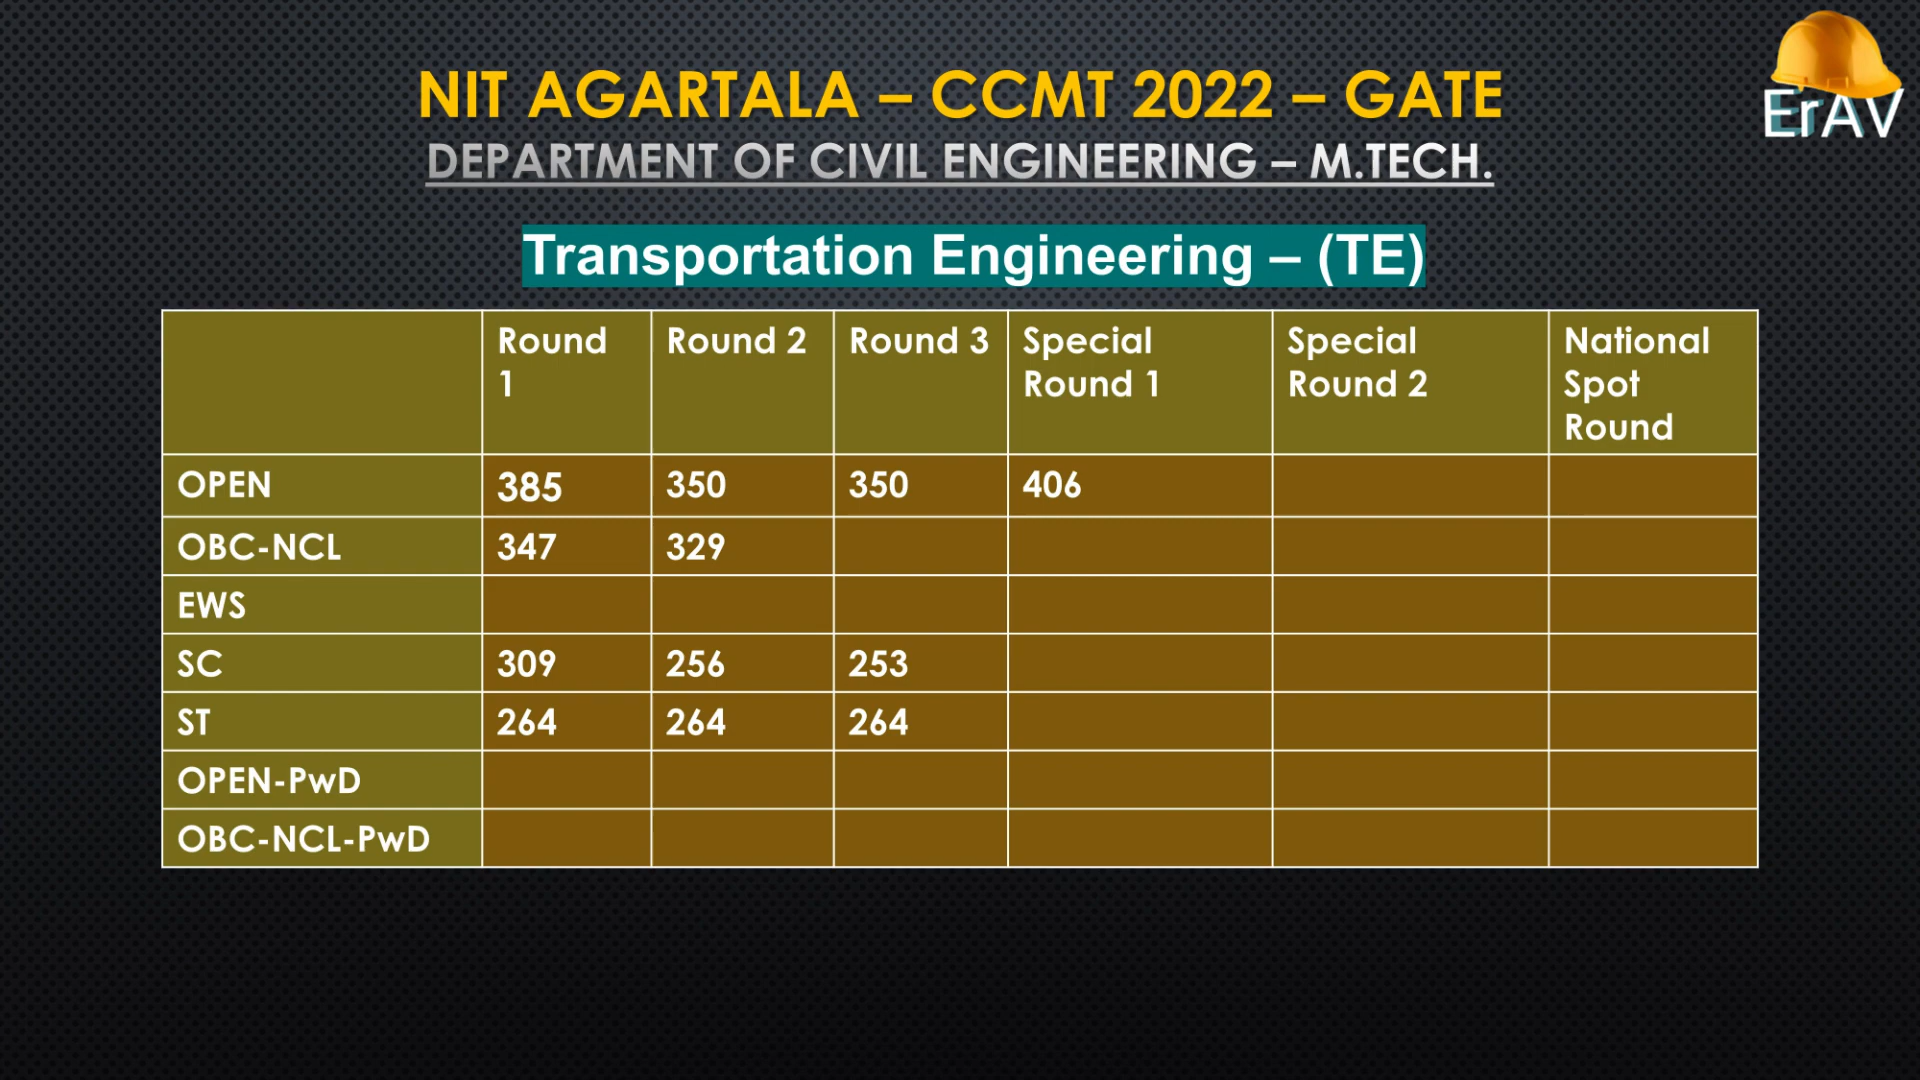 NIT AGARTALA – CCMT 2022 – GATE
DEPARTMENT OF CIVIL ENGINEERING – M.TECH.
ErAV
Transportation Engineering – (TE)
Round 1 Round 2 Round 3 Special Round 1 Special Round 2 National Spot Round
OPEN 385 350 350 406
OBC-NCL 347 329
EWS
SC 309 256 253
ST 264 264 264
OPEN-PwD
OBC-NCL-PwD